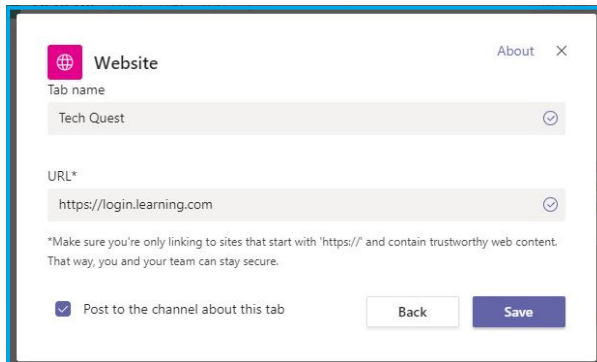 Website
About
Tab name
Tech Quest
URL*
https://login.learning.com
*Make sure you're only linking to sites that start with 'https://' and contain trustworthy web content.
That way, you and your team can stay secure.
Post to the channel about this tab
Back
Save